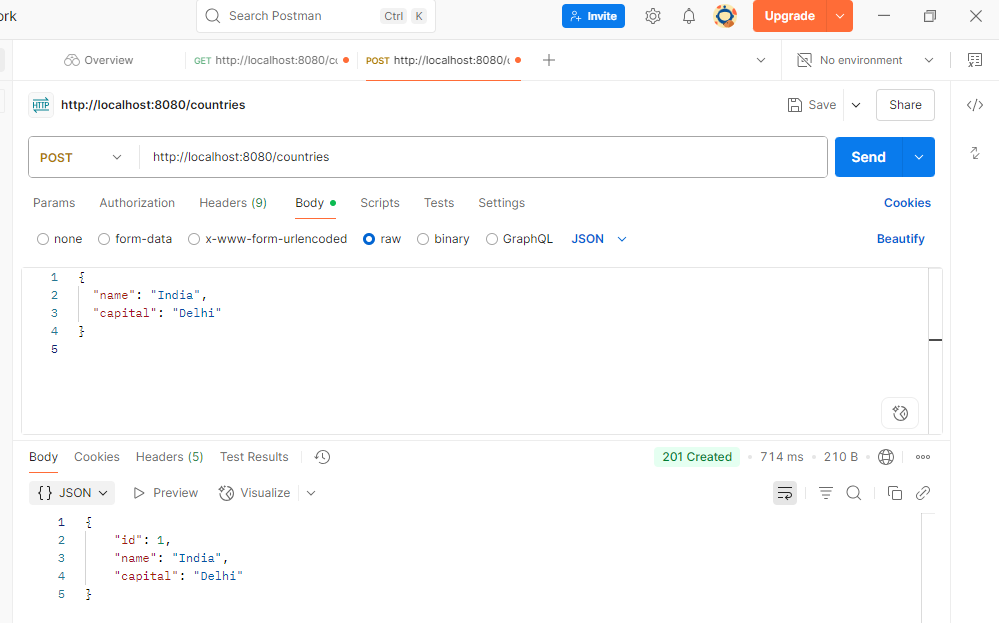 ork
Search Postman Ctrl K Invite Upgrade
Overview GET http://localhost:8080/cι POST http://localhost:8080/ No environment
HTTP http://localhost:8080/countries Save Share
POST http://localhost:8080/countries Send
Params Authorization Headers (9) Body Scripts Tests Settings Cookies
none form-data x-www-form-urlencoded raw binary GraphQL JSON Beautify
1 {
2 "name": "India",
3 "capital": "Delhi"
4 }
5
Body Cookies Headers (5) Test Results 201 Created 714 ms 210 B
{} JSON Preview Visualize
1 {
2 "id": 1,
3 "name": "India",
4 "capital": "Delhi"
5 }